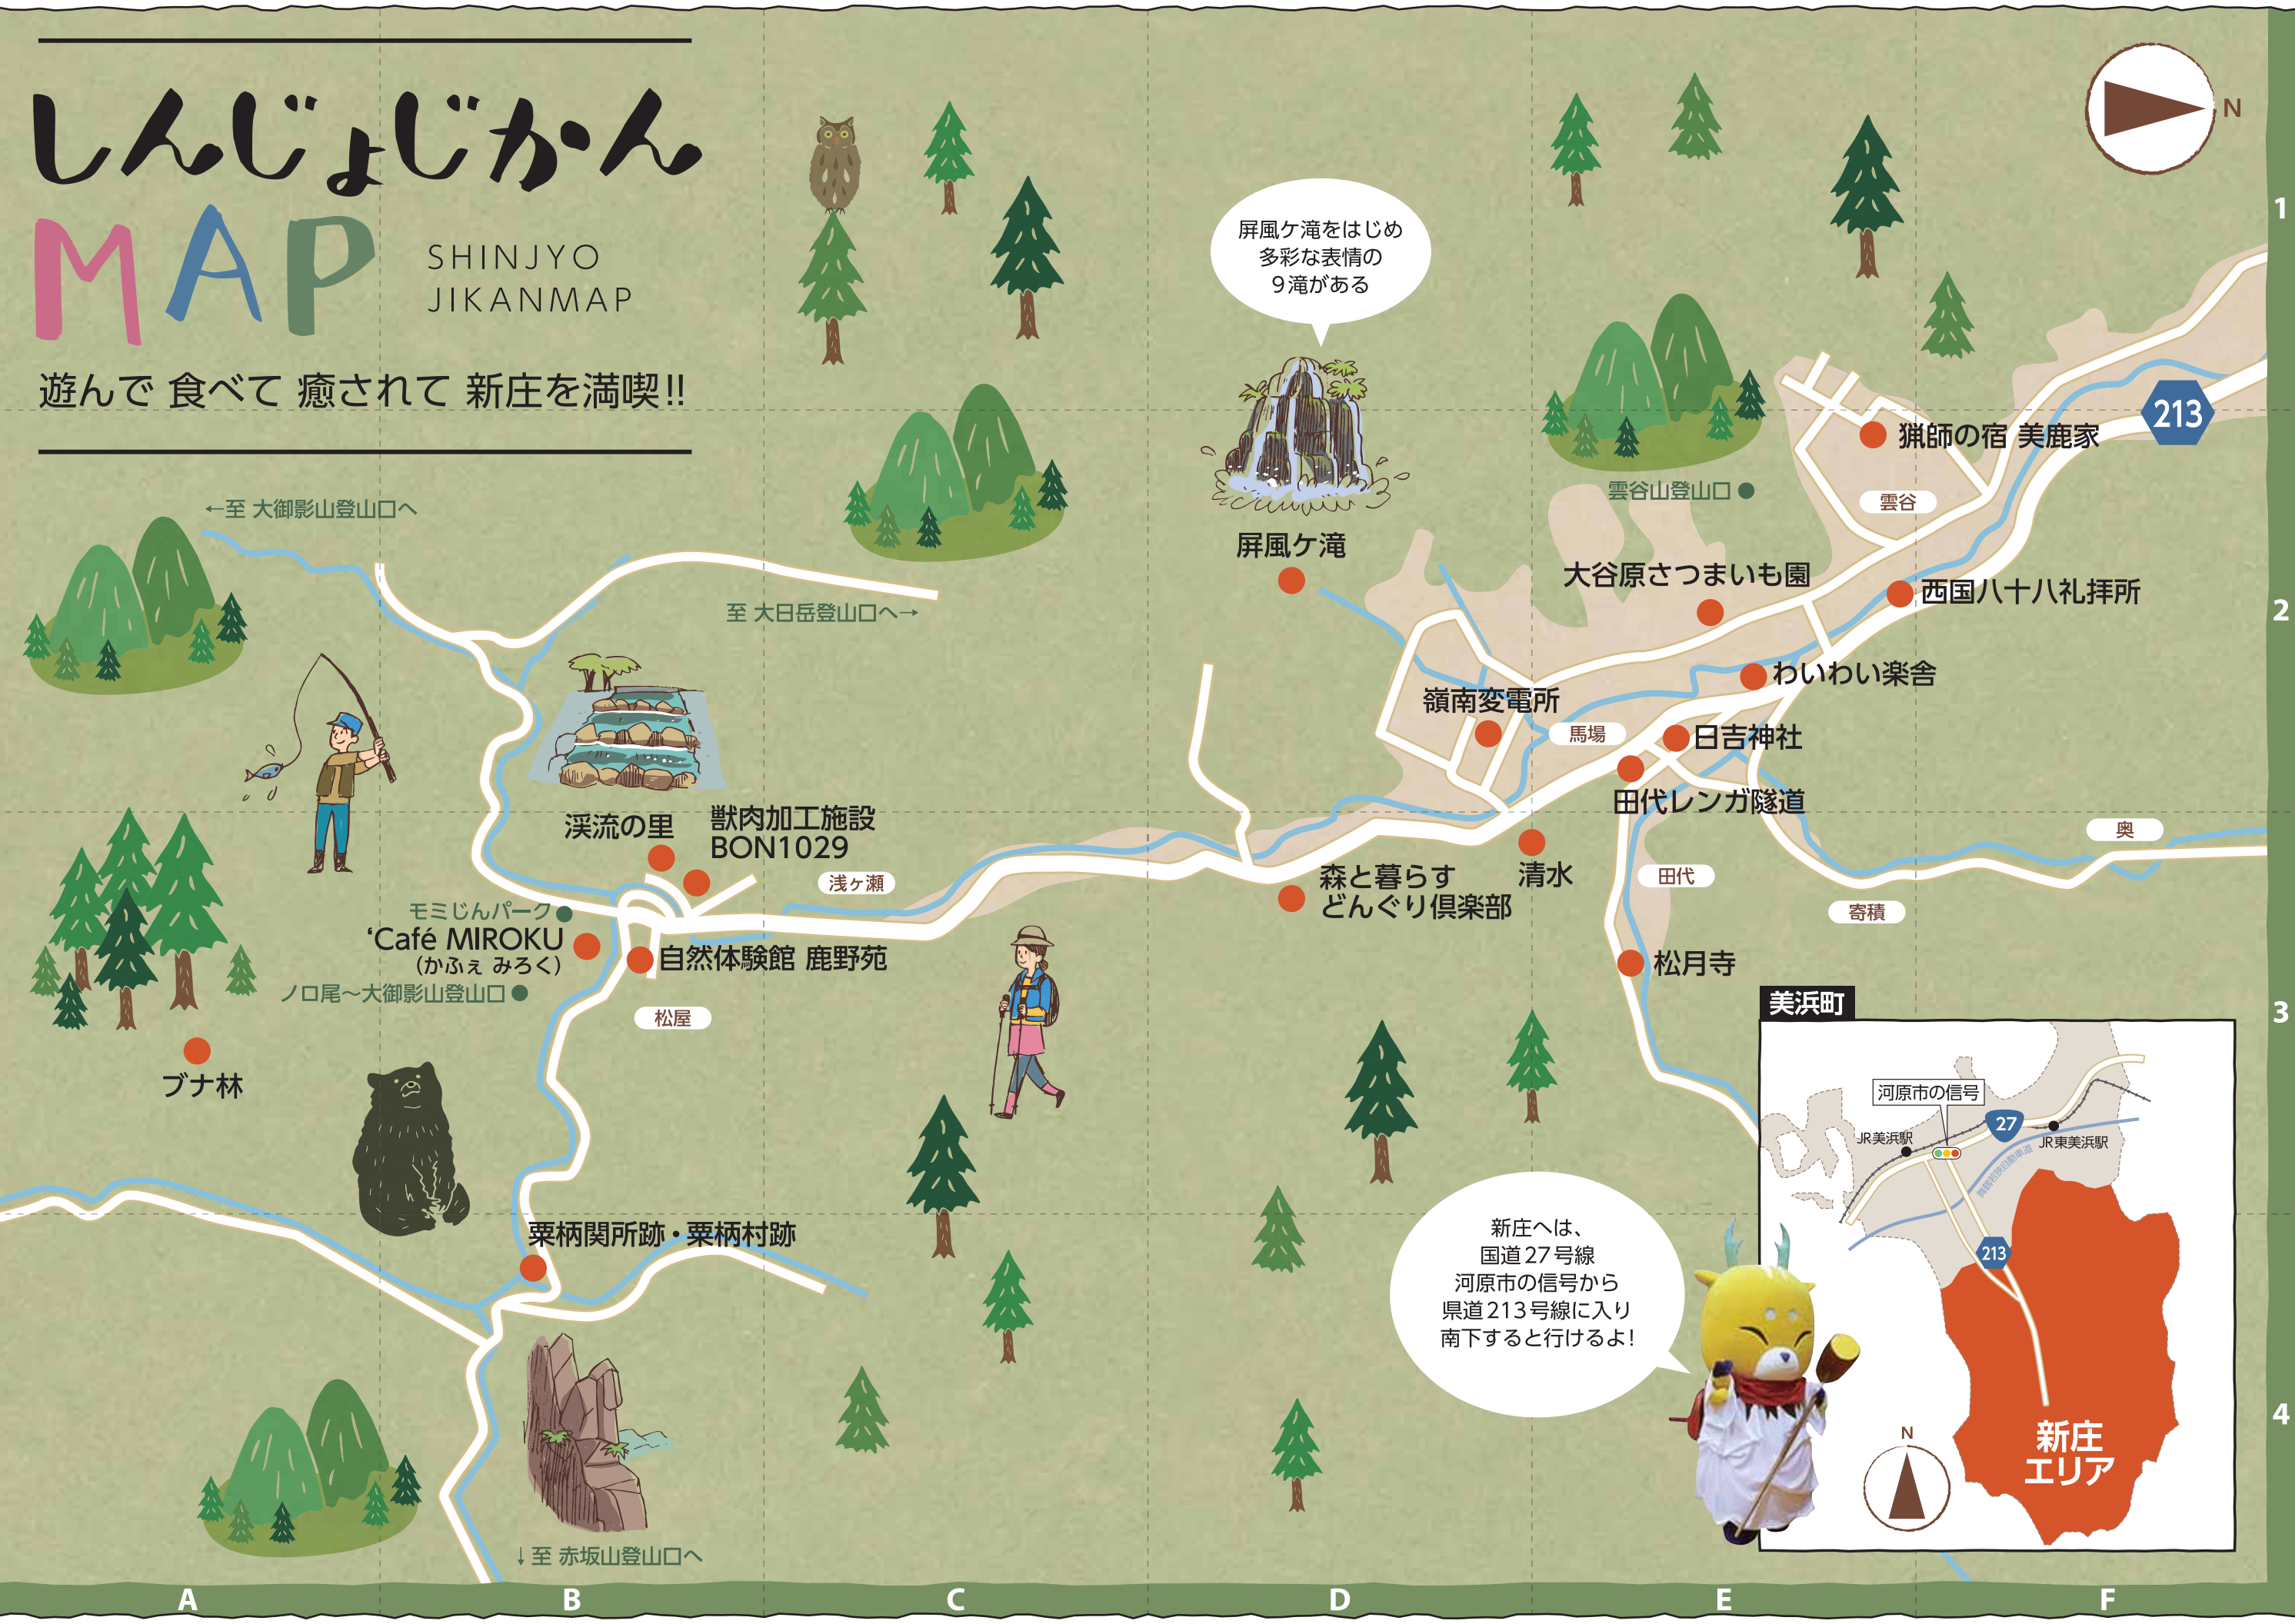 しんじょじかん
MAP
SHINJYO
JIKANMAP
遊んで 食べて 癒されて 新庄を満喫!!
N
1
屏風ケ滝をはじめ
多彩な表情の
9滝がある
213
猟師の宿 美鹿家
雲谷山登山口
雲谷
←至 大御影山登山口へ
屏風ケ滝
大谷原さつまいも園
西国八十八礼拝所
至 大日岳登山口へ→
2
わいわい楽舎
嶺南変電所
馬場
日吉神社
田代レンガ隧道
渓流の里
獣肉加工施設
BON1029
奥
浅ヶ瀬
森と暮らす
どんぐり倶楽部
清水
田代
寄積
モミじんパーク
‘Café MIROKU
(かふぇ みろく)
自然体験館 鹿野苑
松月寺
ノロ尾〜大御影山登山口
松屋
3
ブナ林
美浜町
河原市の信号
27
JR美浜駅
JR東美浜駅
舞鶴若狭自動車道
213
新庄
エリア
N
粟柄関所跡・粟柄村跡
新庄へは、
国道27号線
河原市の信号から
県道213号線に入り
南下すると行けるよ!
4
↓至 赤坂山登山口へ
A
B
C
D
E
F